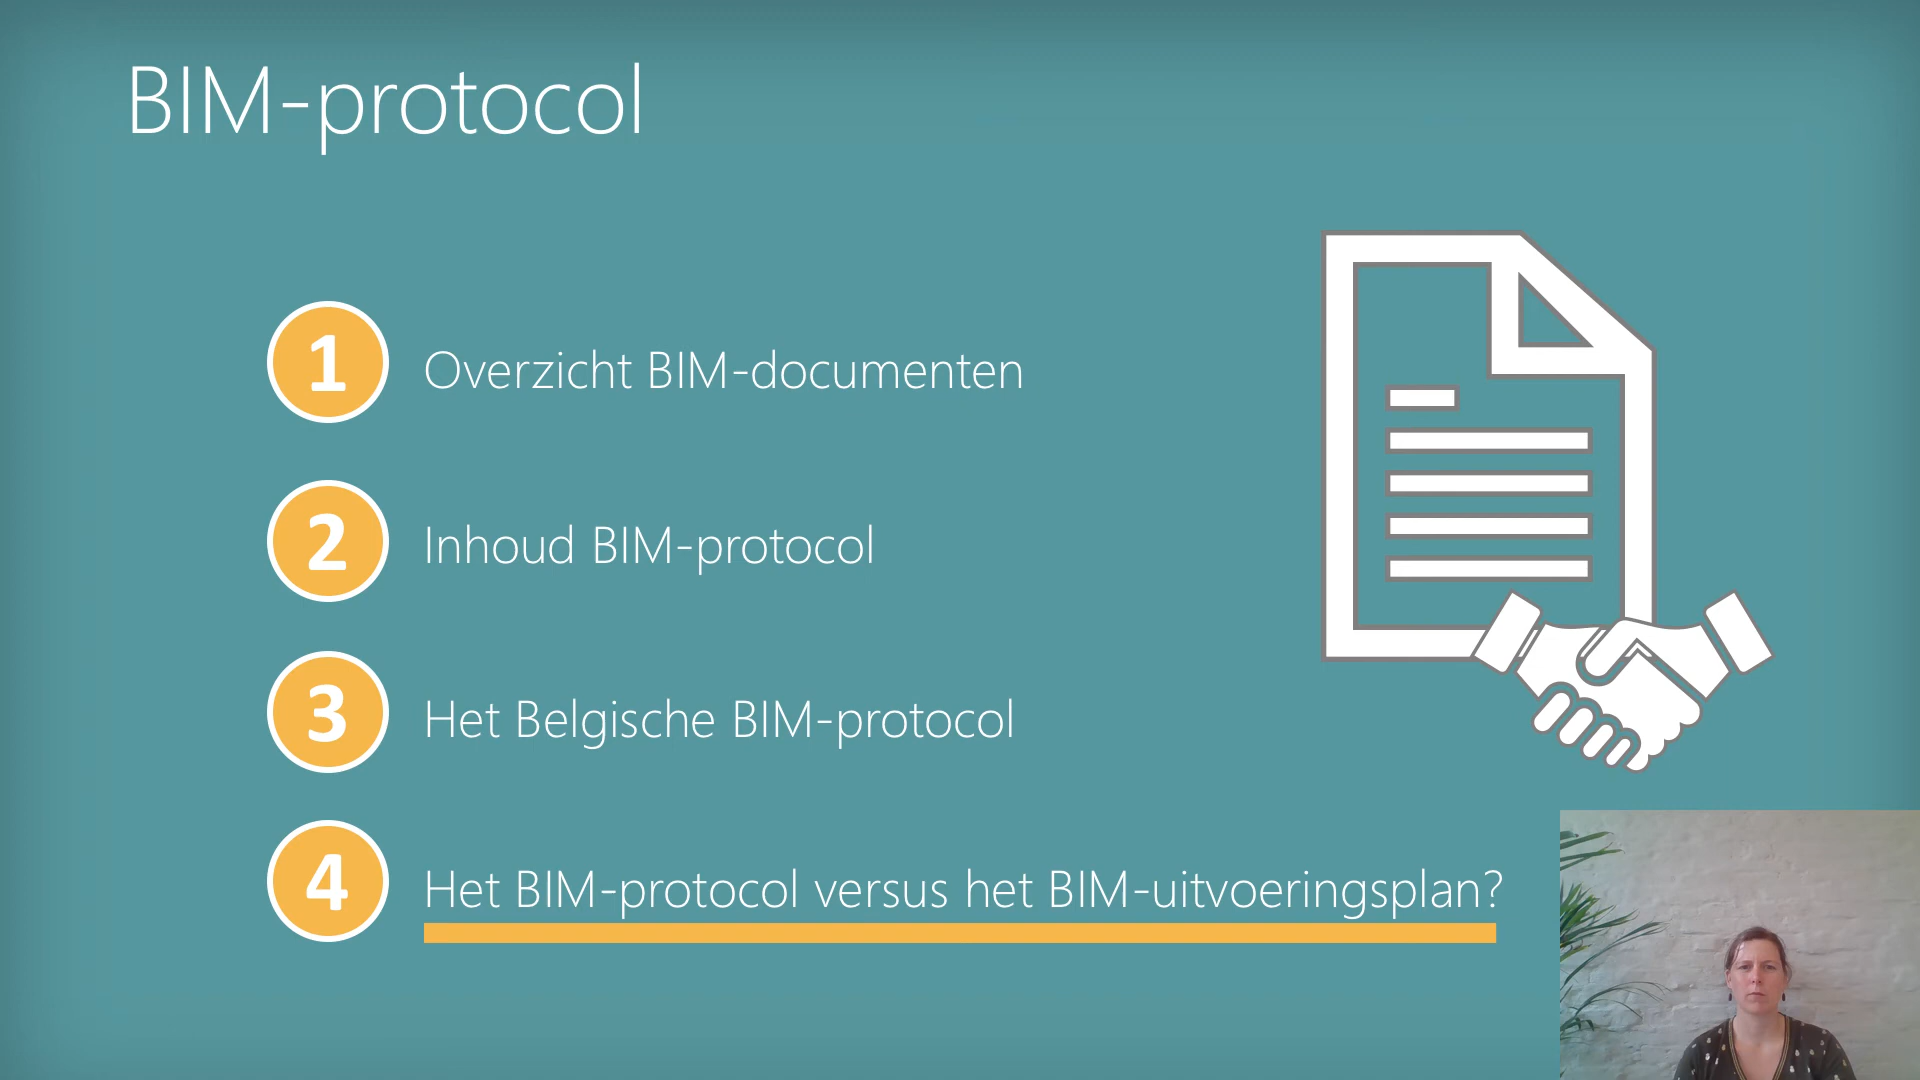 BIM-protocol
1
Overzicht BIM-documenten
2
Inhoud BIM-protocol
3
Het Belgische BIM-protocol
4
Het BIM-protocol versus het BIM-uitvoeringsplan?